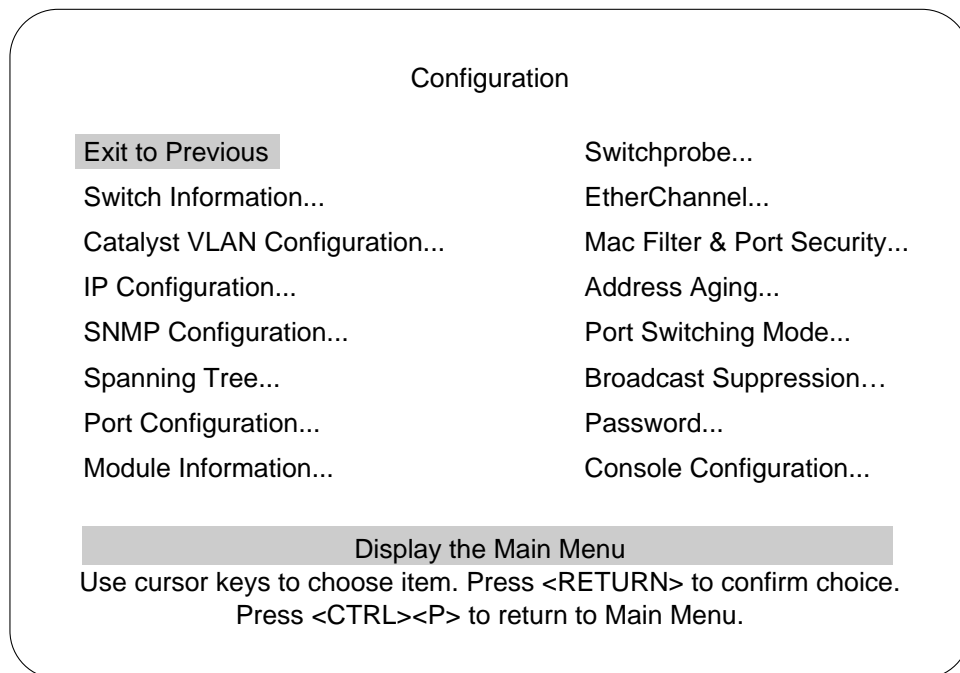 Configuration
Exit to Previous
Switch Information...
Catalyst VLAN Configuration...
IP Configuration...
SNMP Configuration...
Spanning Tree...
Port Configuration...
Module Information...
Switchprobe...
EtherChannel...
Mac Filter & Port Security...
Address Aging...
Port Switching Mode...
Broadcast Suppression…
Password...
Console Configuration...
Display the Main Menu
Use cursor keys to choose item. Press <RETURN> to confirm choice.
Press <CTRL><P> to return to Main Menu.